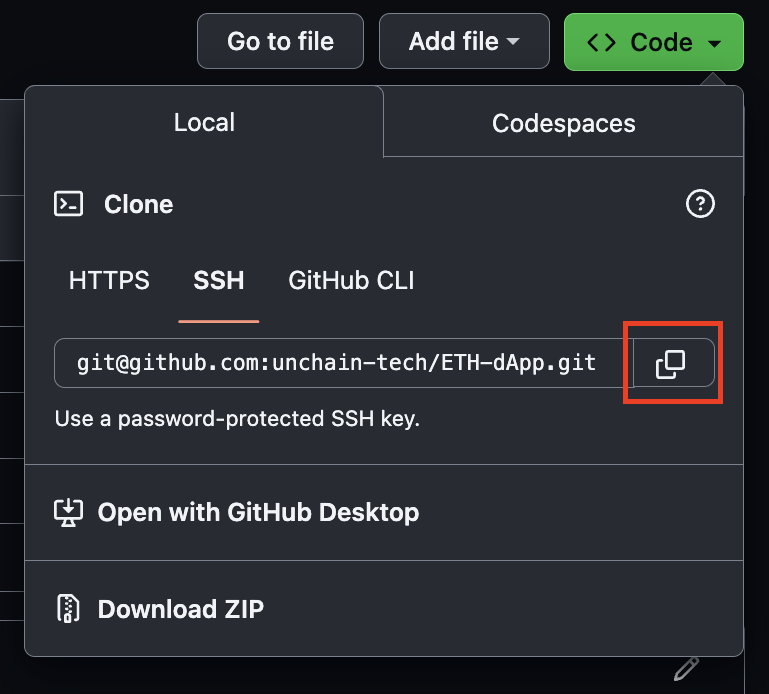 Go to file
Add file
Code
Local
Codespaces
Clone
HTTPS
SSH
GitHub CLI
git@github.com:unchain-tech/ETH-dApp.git
Use a password-protected SSH key.
Open with GitHub Desktop
Download ZIP